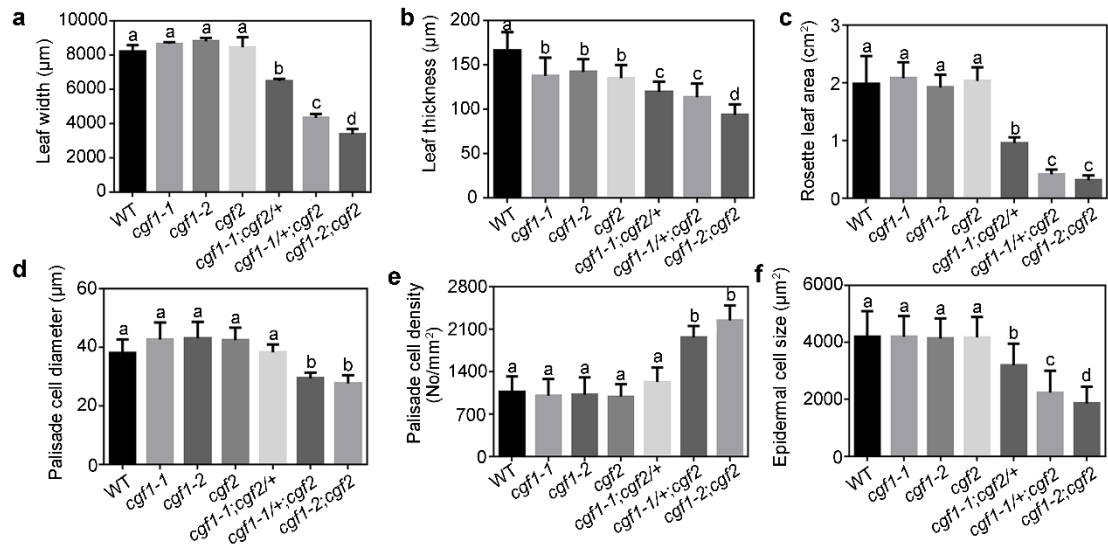 a
Leaf width (μm)
10000
8000
6000
4000
2000
0
a
a
a
a
b
c
d
WT
cgf1-1
cgf1-2
cgf2
cgf1-1;cgf2/+
cgf1-1/+;cgf2
cgf1-2;cgf2
b
Leaf thickness (μm)
200
150
100
50
0
a
b
b
b
c
c
d
WT
cgf1-1
cgf1-2
cgf2
cgf1-1;cgf2/+
cgf1-1/+;cgf2
cgf1-2;cgf2
c
Rosette leaf area (cm²)
3
2
1
0
a
a
a
a
b
c
c
WT
cgf1-1
cgf1-2
cgf2
cgf1-1;cgf2/+
cgf1-1/+;cgf2
cgf1-2;cgf2
d
Palisade cell diameter (μm)
60
40
20
0
a
a
a
a
a
b
b
WT
cgf1-1
cgf1-2
cgf2
cgf1-1;cgf2/+
cgf1-1/+;cgf2
cgf1-2;cgf2
e
Palisade cell density
(No/mm²)
2800
2100
1400
700
0
a
a
a
a
a
b
b
WT
cgf1-1
cgf1-2
cgf2
cgf1-1;cgf2/+
cgf1-1/+;cgf2
cgf1-2;cgf2
f
Epidermal cell size (μm²)
6000
4000
2000
0
a
a
a
a
b
c
d
WT
cgf1-1
cgf1-2
cgf2
cgf1-1;cgf2/+
cgf1-1/+;cgf2
cgf1-2;cgf2